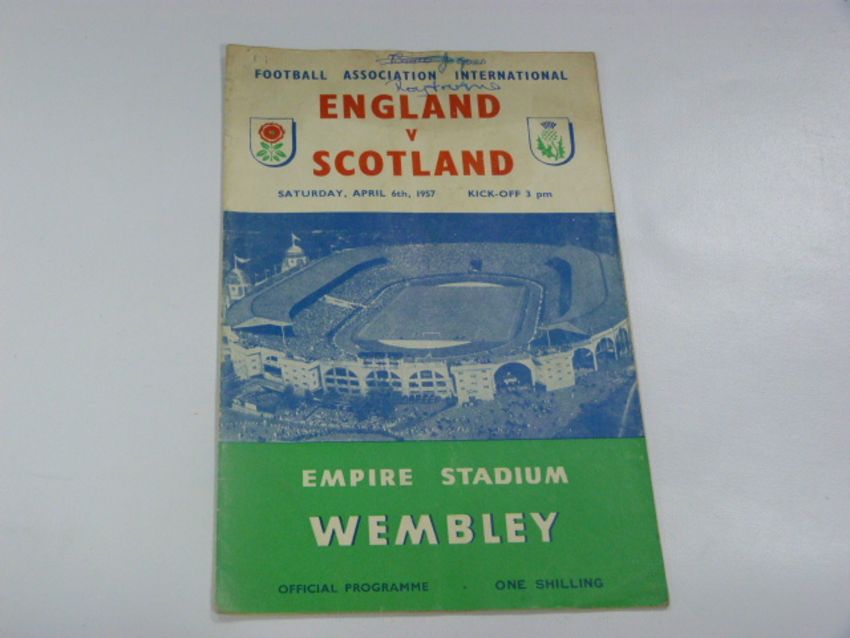 FOOTBALL ASSOCIATION INTERNATIONAL
ENGLAND
V
SCOTLAND
SATURDAY, APRIL 6th, 1957 KICK-OFF 3 pm
EMPIRE STADIUM
WEMBLEY
OFFICIAL PROGRAMME - ONE SHILLING